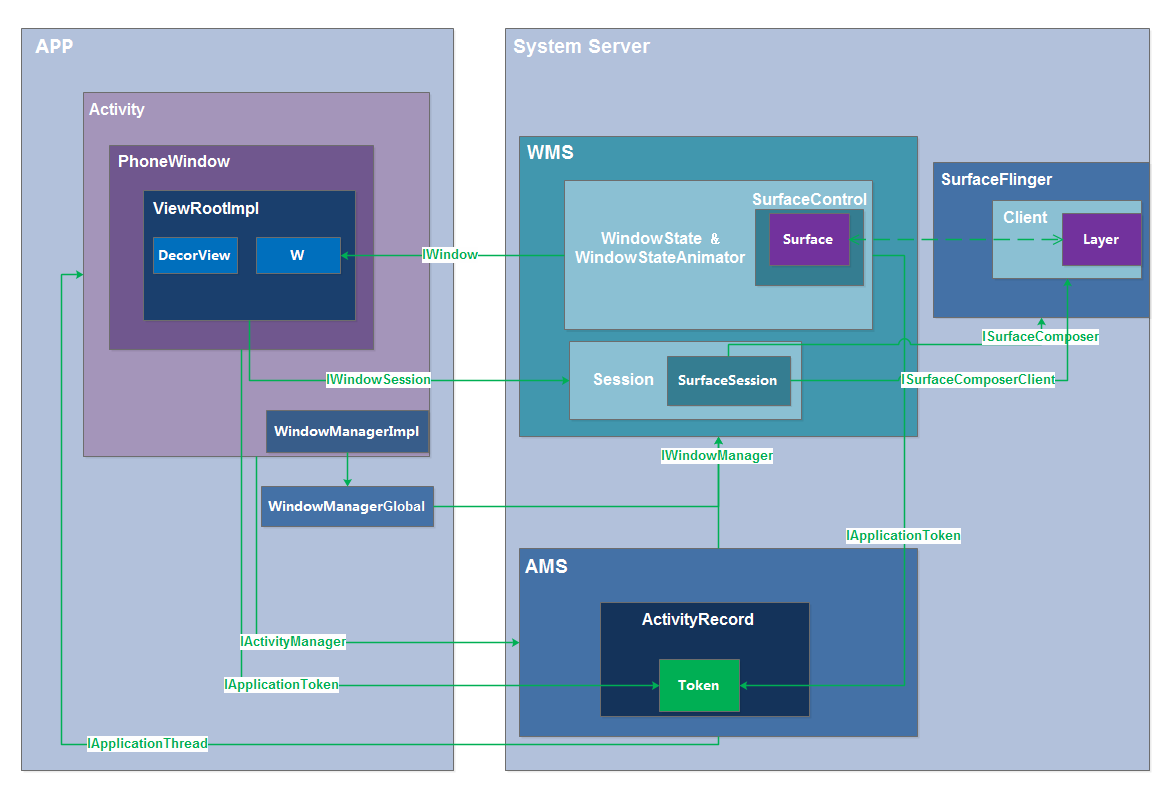 APP
Activity
PhoneWindow
ViewRootImpl
DecorView
W
IWindow
IWindowSession
WindowManagerImpl
WindowManagerGlobal
IActivityManager
IApplicationToken
IApplicationThread
System Server
WMS
SurfaceControl
WindowState &
WindowStateAnimator
Surface
Session
SurfaceSession
IWindowManager
SurfaceFlinger
Client
Layer
ISurfaceComposer
ISurfaceComposerClient
IApplicationToken
AMS
ActivityRecord
Token